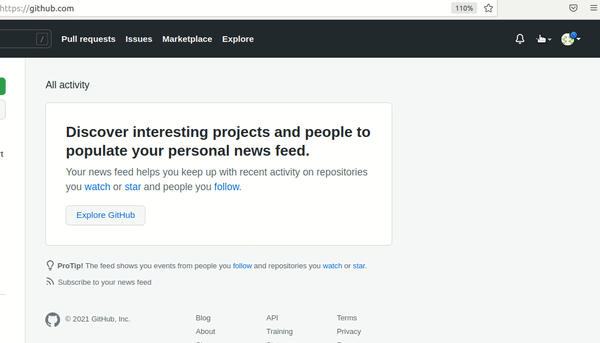 https://github.com
110%
/
Pull requests Issues Marketplace Explore
All activity
Discover interesting projects and people to
populate your personal news feed.
Your news feed helps you keep up with recent activity on repositories
you watch or star and people you follow.
Explore GitHub
ProTip! The feed shows you events from people you follow and repositories you watch or star.
Subscribe to your news feed
© 2021 GitHub, Inc.
Blog API Terms
About Training Privacy